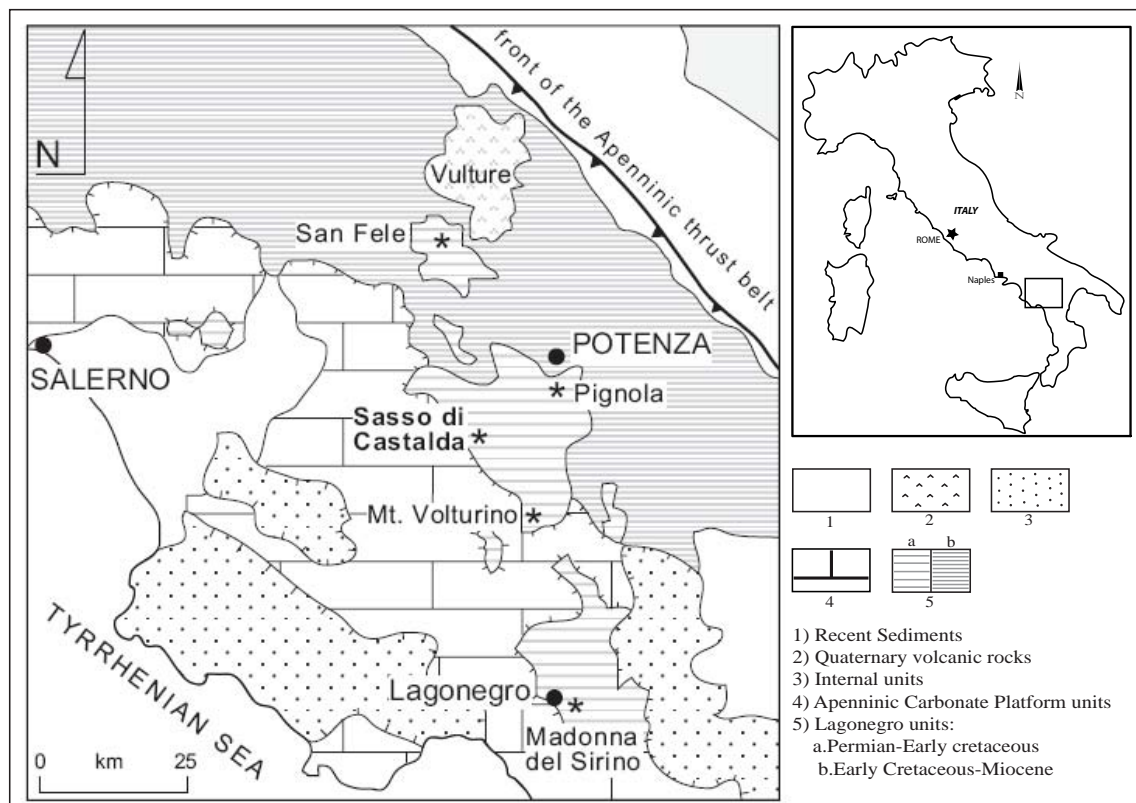 front of the Apenninic thrust belt
N
Vulture
San Fele *
POTENZA
SALERNO
* Pignola
Sasso di
Castalda *
Mt. Volturino *
TYRRHENIAN SEA
Lagonegro
*
Madonna
del Sirino
0 km 25
N
ITALY
ROME
Naples
1 2 3
a b
4 5
1) Recent Sediments
2) Quaternary volcanic rocks
3) Internal units
4) Apenninic Carbonate Platform units
5) Lagonegro units:
a.Permian-Early cretaceous
b.Early Cretaceous-Miocene